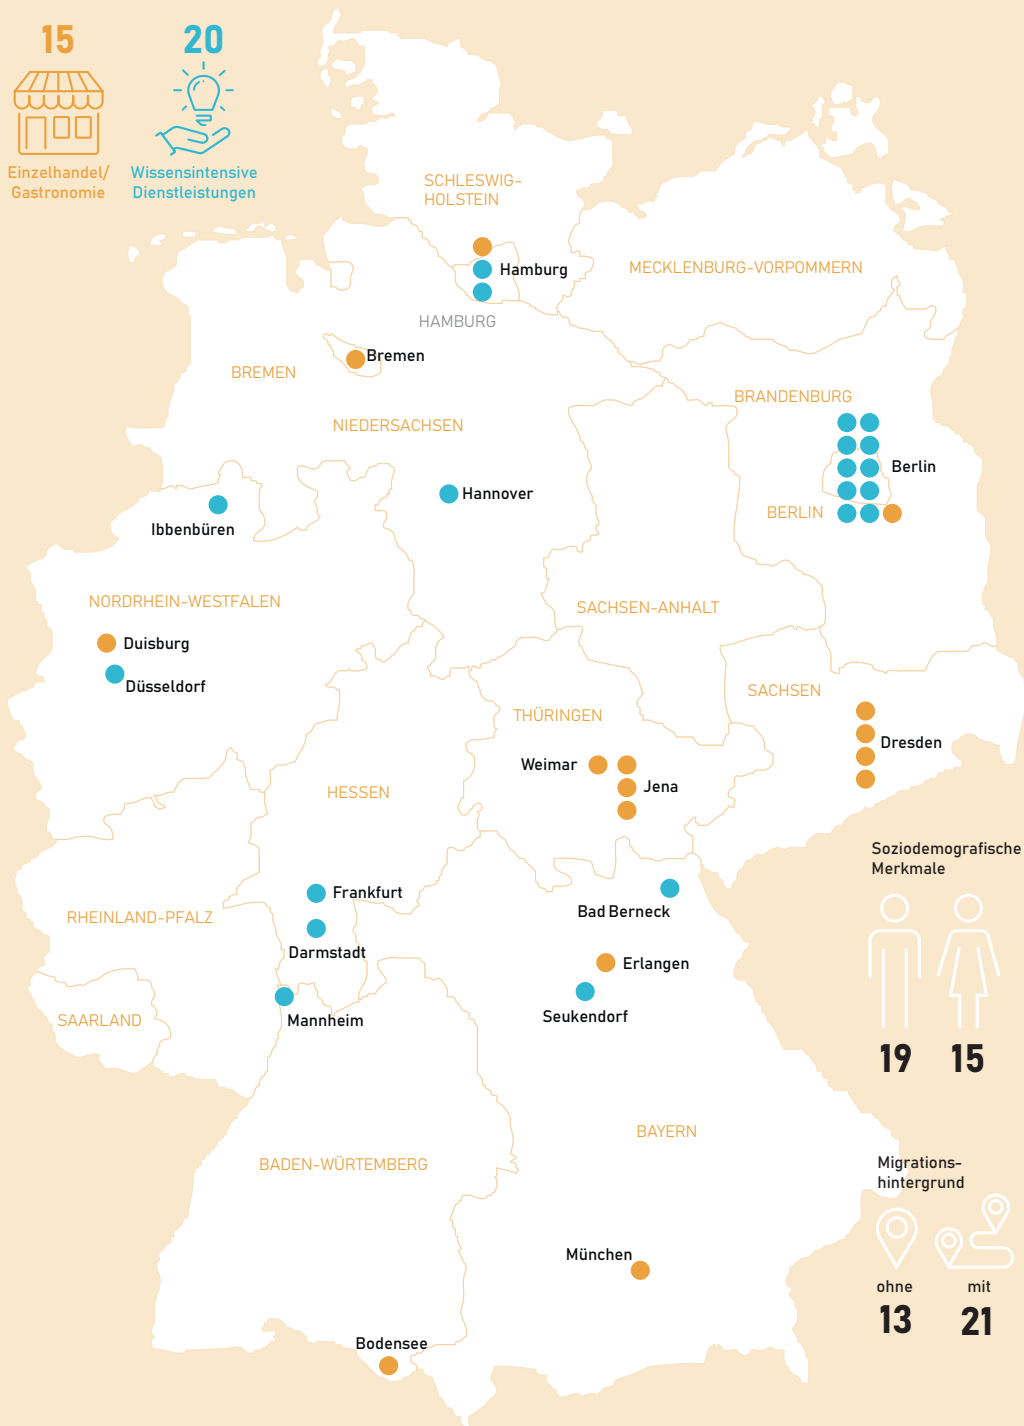 15
20
Einzelhandel/
Gastronomie
Wissensintensive
Dienstleistungen
SCHLESWIG-
HOLSTEIN
Hamburg
MECKLENBURG-VORPOMMERN
HAMBURG
Bremen
BREMEN
BRANDENBURG
NIEDERSACHSEN
Berlin
Hannover
BERLIN
Ibbenbüren
NORDRHEIN-WESTFALEN
SACHSEN-ANHALT
Duisburg
Düsseldorf
SACHSEN
THÜRINGEN
Dresden
Weimar
Jena
HESSEN
Soziodemografische
Merkmale
Frankfurt
Bad Berneck
RHEINLAND-PFALZ
Darmstadt
Erlangen
Seukendorf
SAARLAND
Mannheim
19
15
BAYERN
BADEN-WÜRTEMBERG
Migrations-
hintergrund
München
ohne
mit
13
21
Bodensee